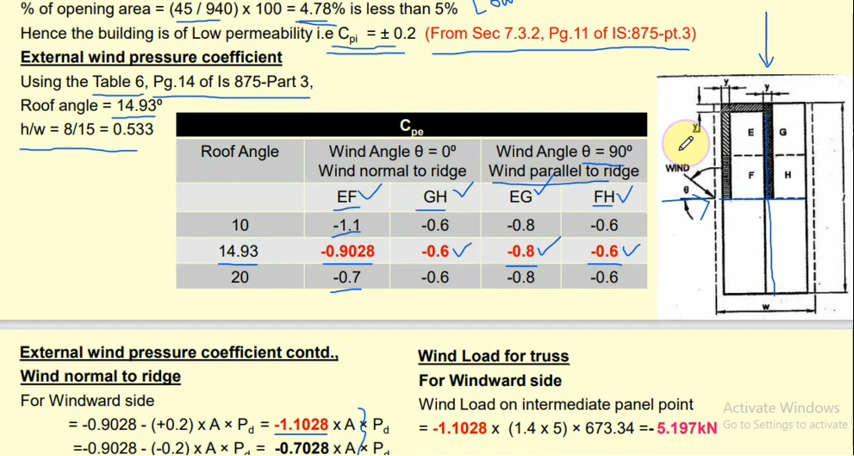 % of opening area = (45 / 940) x 100 = 4.78% is less than 5% Low
Hence the building is of Low permeability i.e Cpi = ± 0.2 (From Sec 7.3.2, Pg.11 of IS:875-pt.3)
External wind pressure coefficient
Using the Table 6, Pg.14 of Is 875-Part 3,
Roof angle = 14.93º
h/w = 8/15 = 0.533
Cpe
Roof Angle Wind Angle θ = 0º Wind Angle θ = 90º
Wind normal to ridge Wind parallel to ridge
EF GH EG FH
10 -1.1 -0.6 -0.8 -0.6
14.93 -0.9028 -0.6 -0.8 -0.6
20 -0.7 -0.6 -0.8 -0.6
y y
y
E G
WIND F H
θ
w
External wind pressure coefficient contd.,
Wind normal to ridge
For Windward side
= -0.9028 - (+0.2) x A × Pd = -1.1028 x A x Pd
=-0.9028 - (-0.2) x A × Pd = -0.7028 x A x Pd
Wind Load for truss
For Windward side
Wind Load on intermediate panel point
= -1.1028 x (1.4 x 5) × 673.34 =- 5.197kN
Activate Windows
Go to Settings to activate